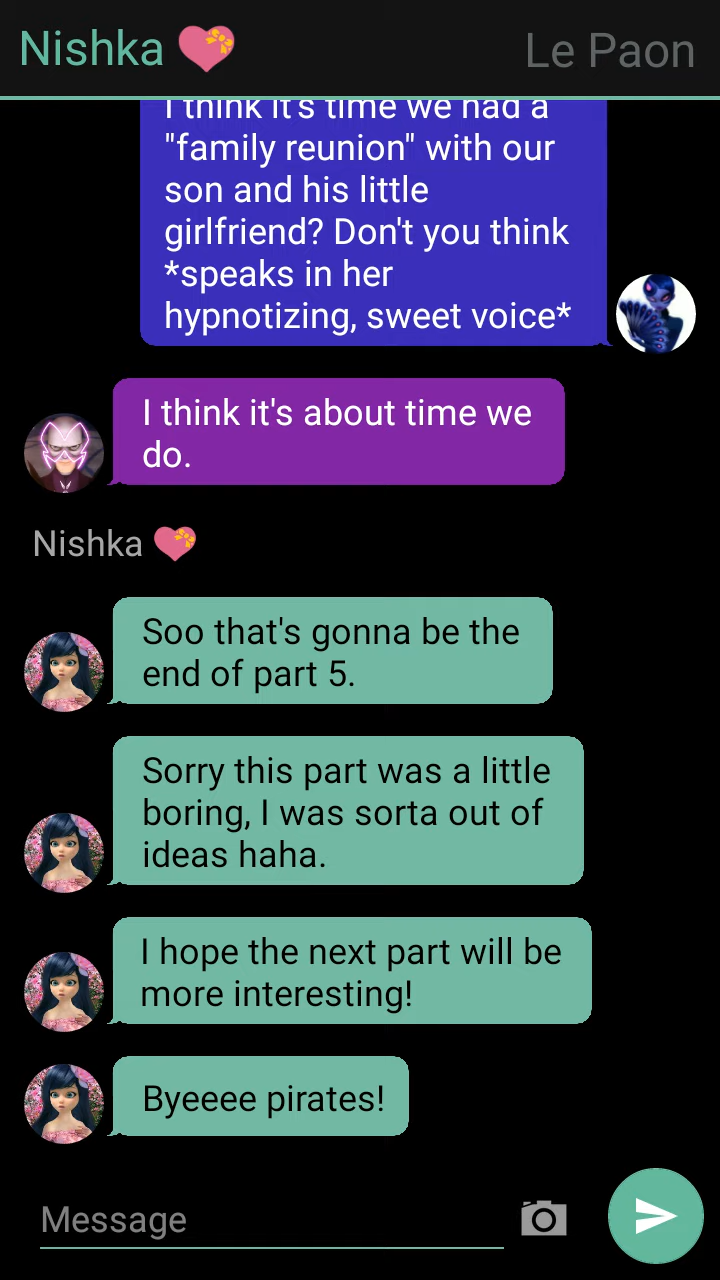 Nishka 💝 Le Paon
I think it's time we had a
"family reunion" with our
son and his little
girlfriend? Don't you think
*speaks in her
hypnotizing, sweet voice*
I think it's about time we
do.
Nishka 💝
Soo that's gonna be the
end of part 5.
Sorry this part was a little
boring, I was sorta out of
ideas haha.
I hope the next part will be
more interesting!
Byeeee pirates!
Message